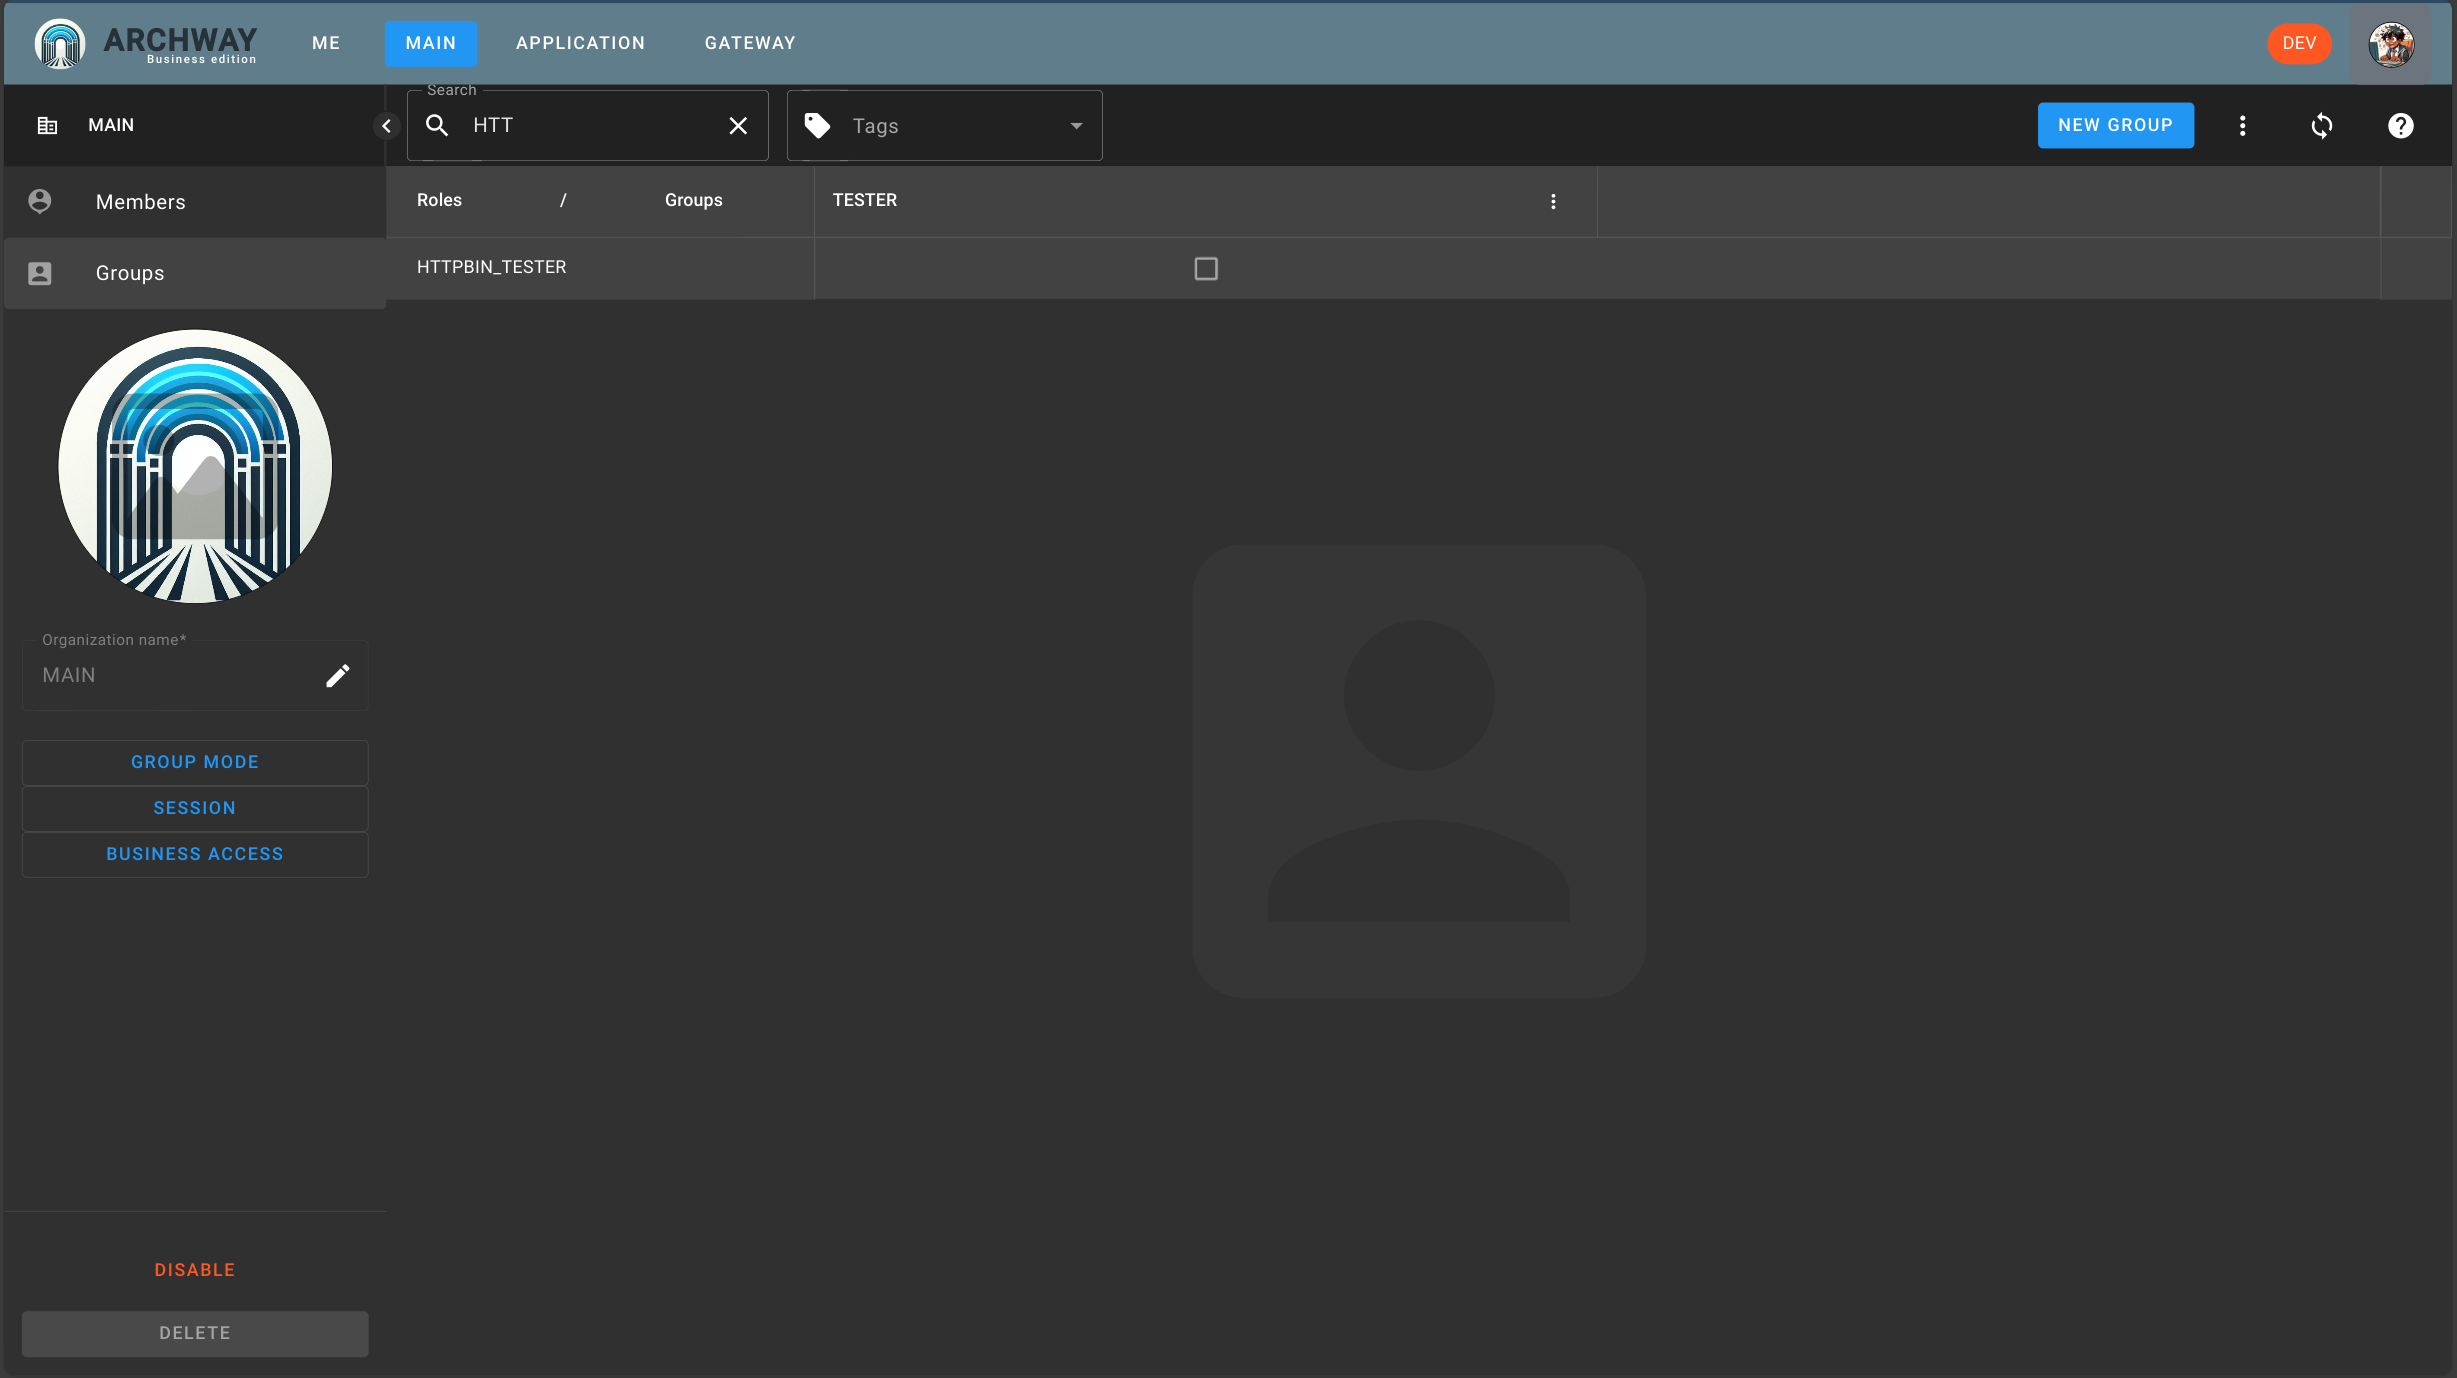 ARCHWAY
Business edition
ME
MAIN
APPLICATION
GATEWAY
DEV
MAIN
Search
HTT
Tags
NEW GROUP
Members
Groups
Roles / Groups
TESTER
HTTPBIN_TESTER
Organization name*
MAIN
GROUP MODE
SESSION
BUSINESS ACCESS
DISABLE
DELETE